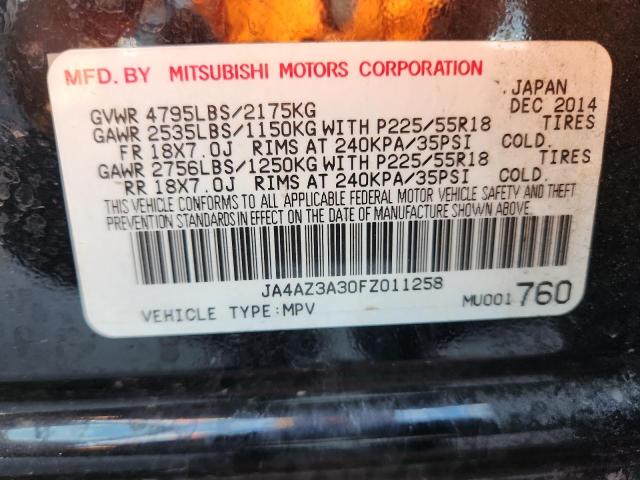 MFD. BY MITSUBISHI MOTORS CORPORATION
JAPAN
GVWR 4795LBS/2175KG DEC 2014
GAWR 2535LBS/1150KG WITH P225/55R18 TIRES
FR 18X7.0J RIMS AT 240KPA/35PSI COLD.
GAWR 2756LBS/1250KG WITH P225/55R18 TIRES
RR 18X7.0J RIMS AT 240KPA/35PSI COLD.
THIS VEHICLE CONFORMS TO ALL APPLICABLE FEDERAL MOTOR VEHICLE SAFETY AND THEFT
PREVENTION STANDARDS IN EFFECT ON THE DATE OF MANUFACTURE SHOWN ABOVE.
JA4AZ3A30FZ011258
VEHICLE TYPE:MPV MU001760